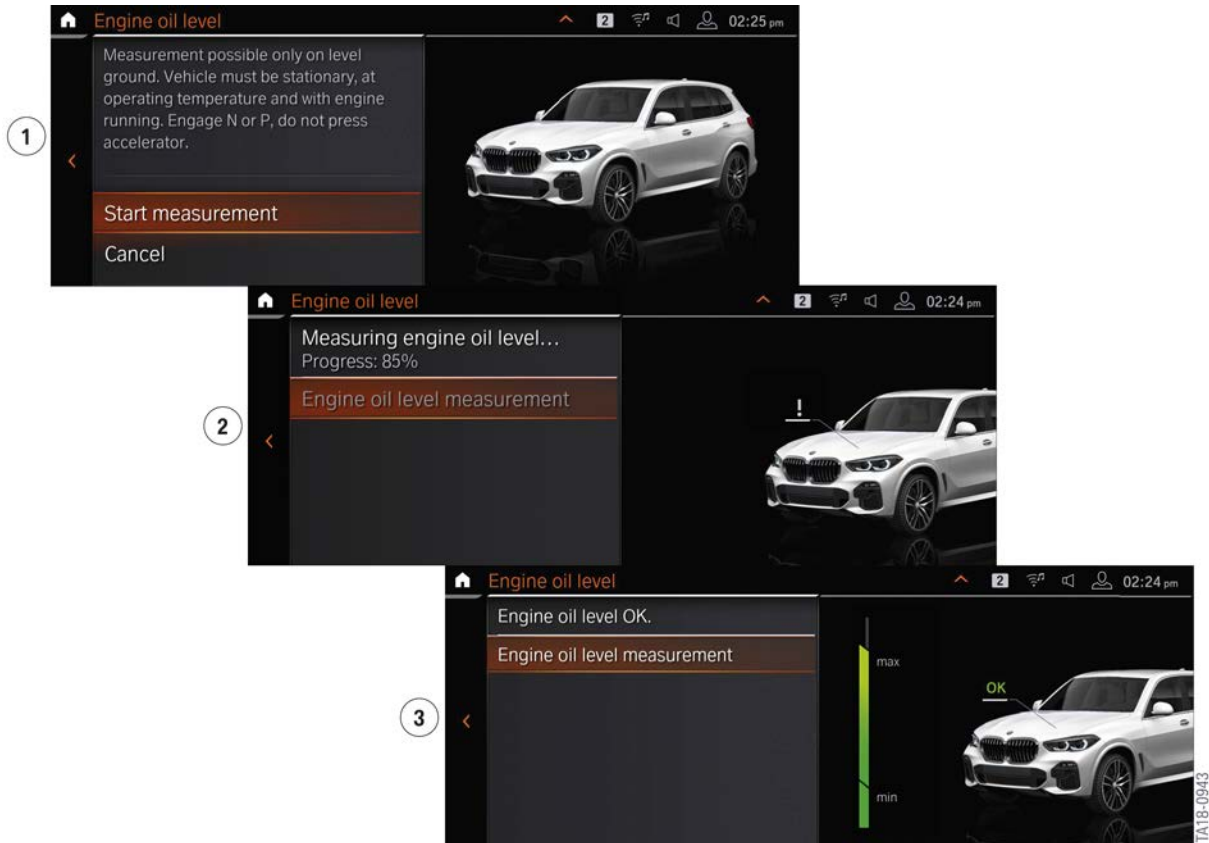 Engine oil level
2
02:25 pm
Measurement possible only on level
ground. Vehicle must be stationary, at
operating temperature and with engine
running. Engage N or P, do not press
accelerator.
1
Start measurement
Cancel
Engine oil level
2
02:24 pm
Measuring engine oil level...
Progress: 85%
Engine oil level measurement
!
2
Engine oil level
2
02:24 pm
Engine oil level OK.
Engine oil level measurement
max
OK
3
min
TA18-0943